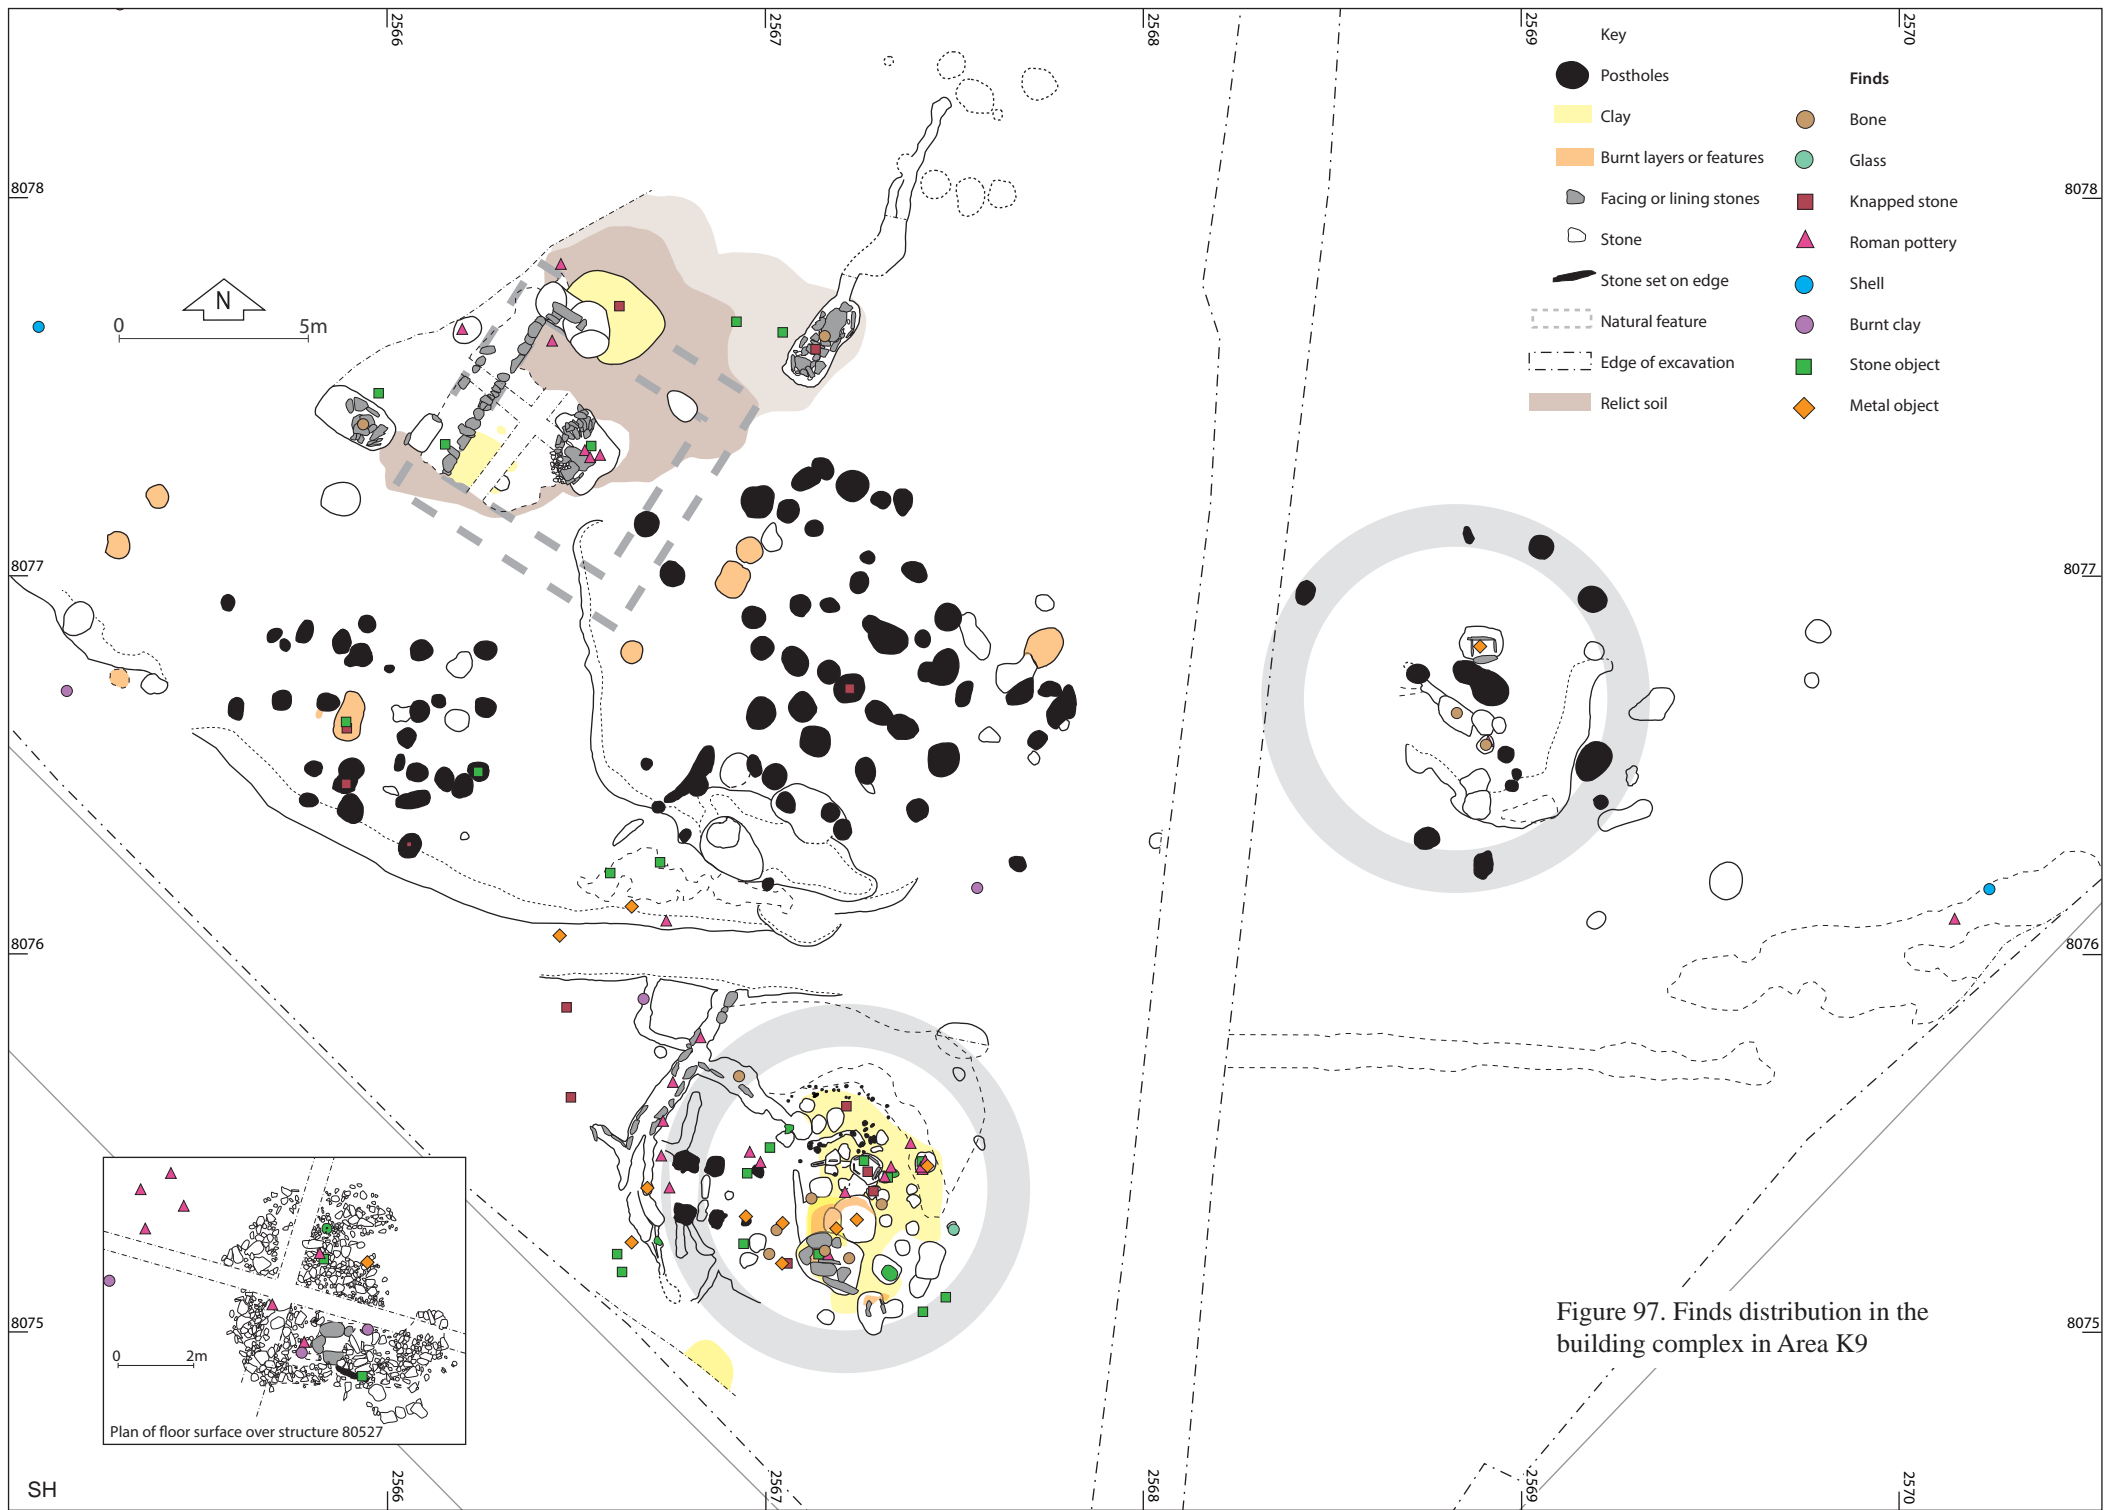 2566
2567
2568
2569
2570
Key
Postholes
Clay
Burnt layers or features
Facing or lining stones
Stone
Stone set on edge
Natural feature
Edge of excavation
Relict soil
Finds
Bone
Glass
Knapped stone
Roman pottery
Shell
Burnt clay
Stone object
Metal object
8078
8078
N
0 5m
8077
8077
8076
8076
8075
8075
0 2m
Plan of floor surface over structure 80527
Figure 97. Finds distribution in the
building complex in Area K9
SH
2566
2567
2568
2569
2570